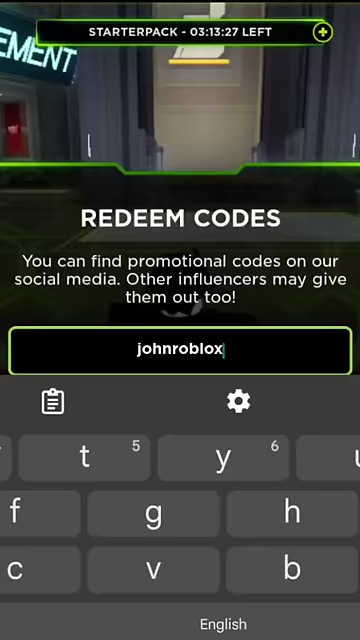 EMENT
STARTERPACK - 03:13:27 LEFT
REDEEM CODES
You can find promotional codes on our
social media. Other influencers may give
them out too!
johnroblox
t 5 y 6 u
f g h
c v b
English